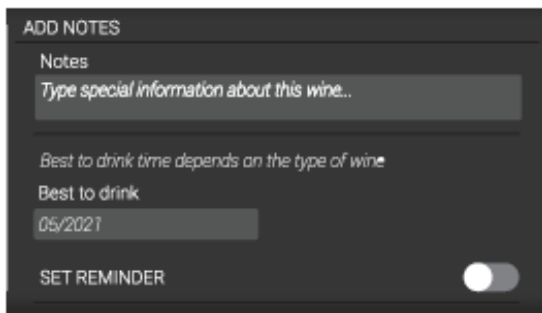 ADD NOTES
Notes
Type special information about this wine...
Best to drink time depends on the type of wine
Best to drink
05/2021
SET REMINDER